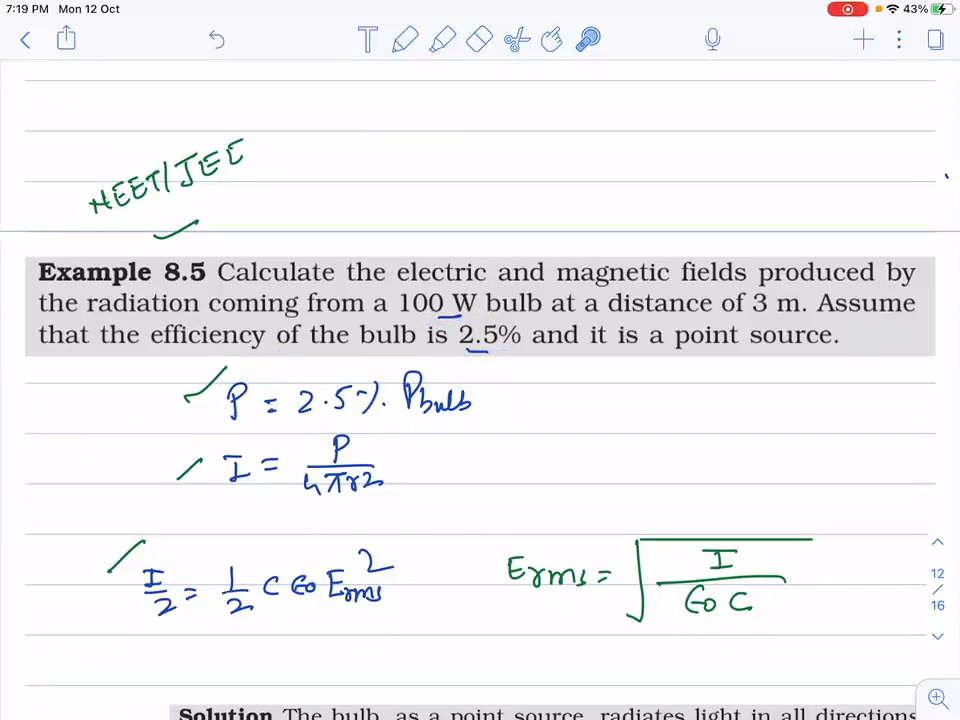 7:19 PM Mon 12 Oct 43%
T
NEET/JEE
Example 8.5 Calculate the electric and magnetic fields produced by
the radiation coming from a 100 W bulb at a distance of 3 m. Assume
that the efficiency of the bulb is 2.5% and it is a point source.
P = 2.5%. Pbulb
I = P / 4πr2
I/2 = 1/2 C ϵ0 Erms^2
Erms = √(I / ϵ0 C)
12
/
16
Solution The bulb, as a point source, radiates light in all directions